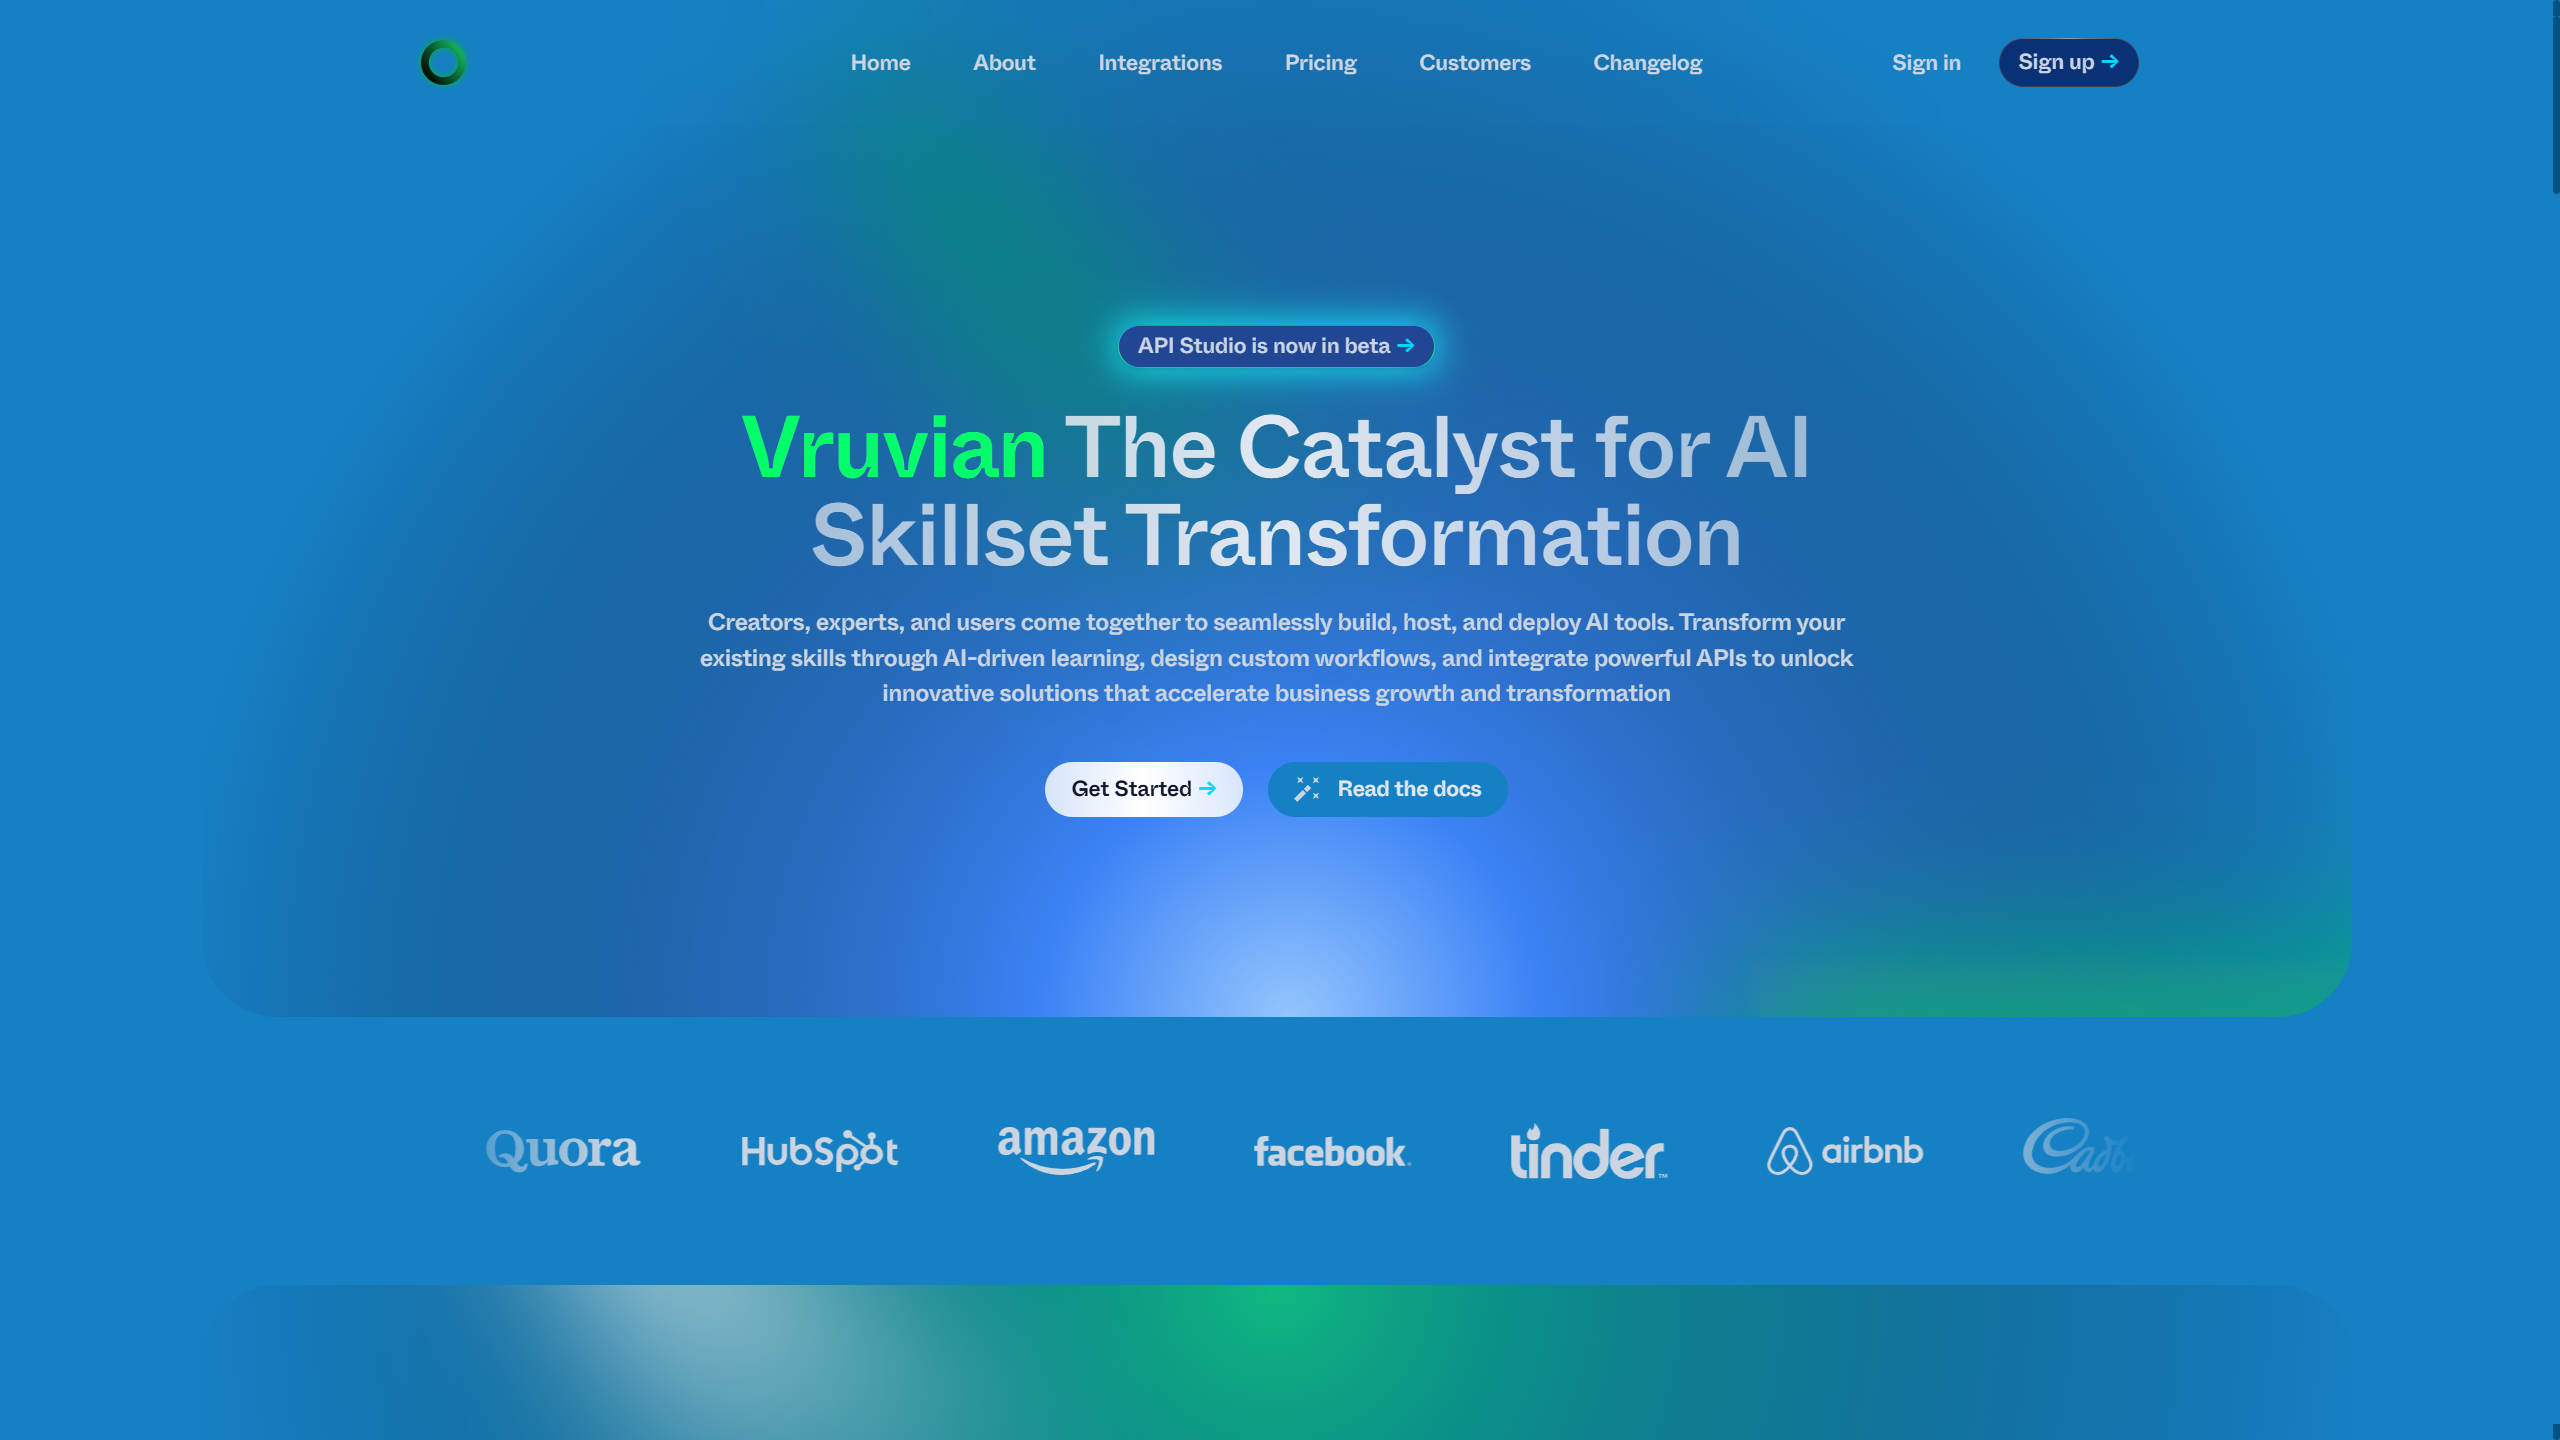 Home
About
Integrations
Pricing
Customers
Changelog
Sign in
Sign up →
API Studio is now in beta →
Vruvian The Catalyst for AI
Skillset Transformation
Creators, experts, and users come together to seamlessly build, host, and deploy AI tools. Transform your
existing skills through AI-driven learning, design custom workflows, and integrate powerful APIs to unlock
innovative solutions that accelerate business growth and transformation
Get Started →
Read the docs
Quora
HubSpot
amazon
facebook.
tinder™
airbnb